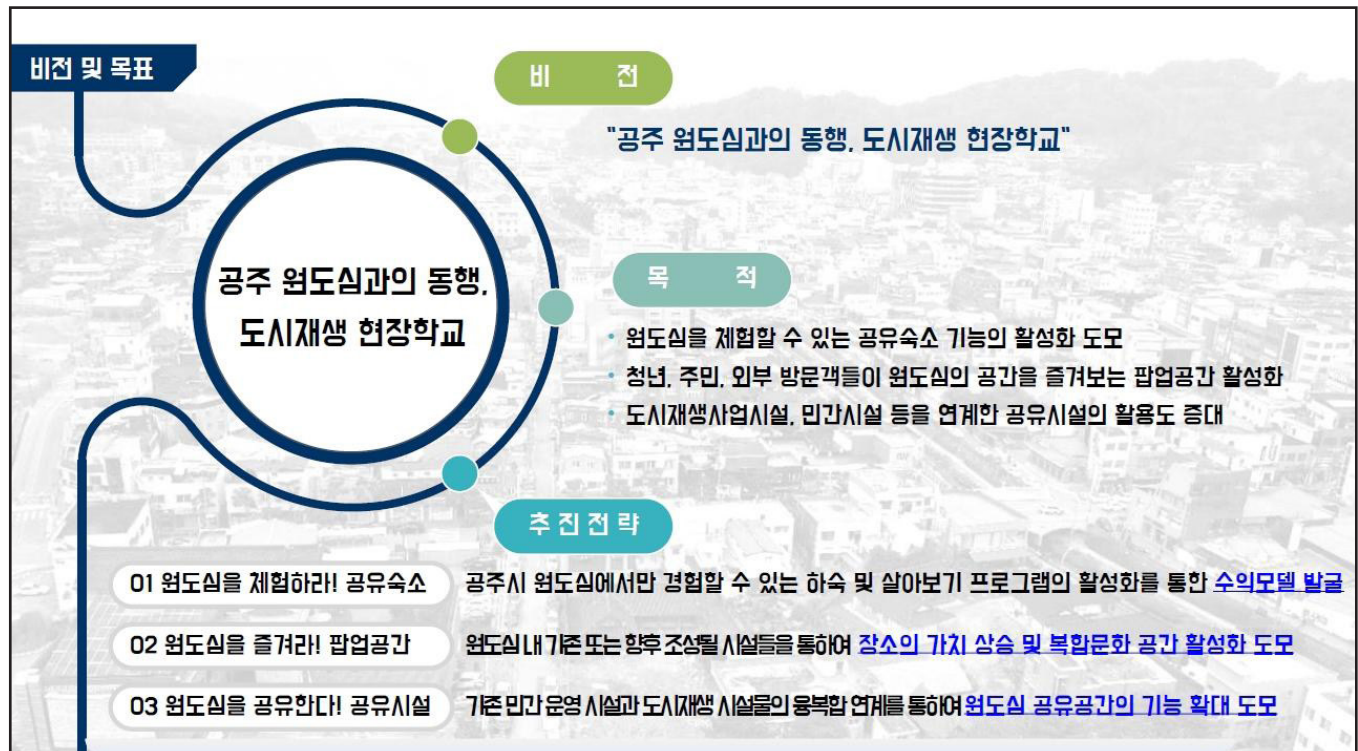 비전 및 목표
비 전
"공주 원도심과의 동행, 도시재생 현장학교"
공주 원도심과의 동행,
도시재생 현장학교
목 적
• 원도심을 체험할 수 있는 공유숙소 기능의 활성화 도모
• 청년, 주민, 외부 방문객들이 원도심의 공간을 즐겨보는 팝업공간 활성화
• 도시재생사업시설, 민간시설 등을 연계한 공유시설의 활용도 증대
추진전략
01 원도심을 체험하라! 공유숙소 공주시 원도심에서만 경험할 수 있는 하숙 및 살아보기 프로그램의 활성화를 통한 수익모델 발굴
02 원도심을 즐겨라! 팝업공간 원도심 내 기존 또는 향후 조성될 시설들을 통하여 장소의 가치 상승 및 복합문화 공간 활성화 도모
03 원도심을 공유한다! 공유시설 기존 민간 운영 시설과 도시재생 시설물의 융복합 연계를 통하여 원도심 공유공간의 기능 확대 도모